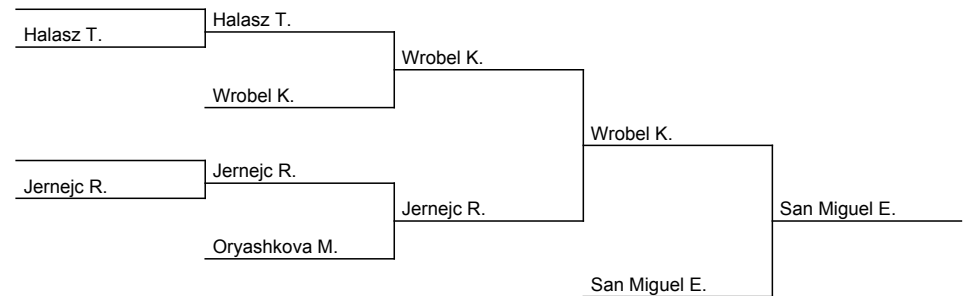 Halasz T.
Halasz T.
Wrobel K.
Wrobel K.
Wrobel K.
Jernejc R.
Jernejc R.
Jernejc R.
San Miguel E.
Oryashkova M.
San Miguel E.